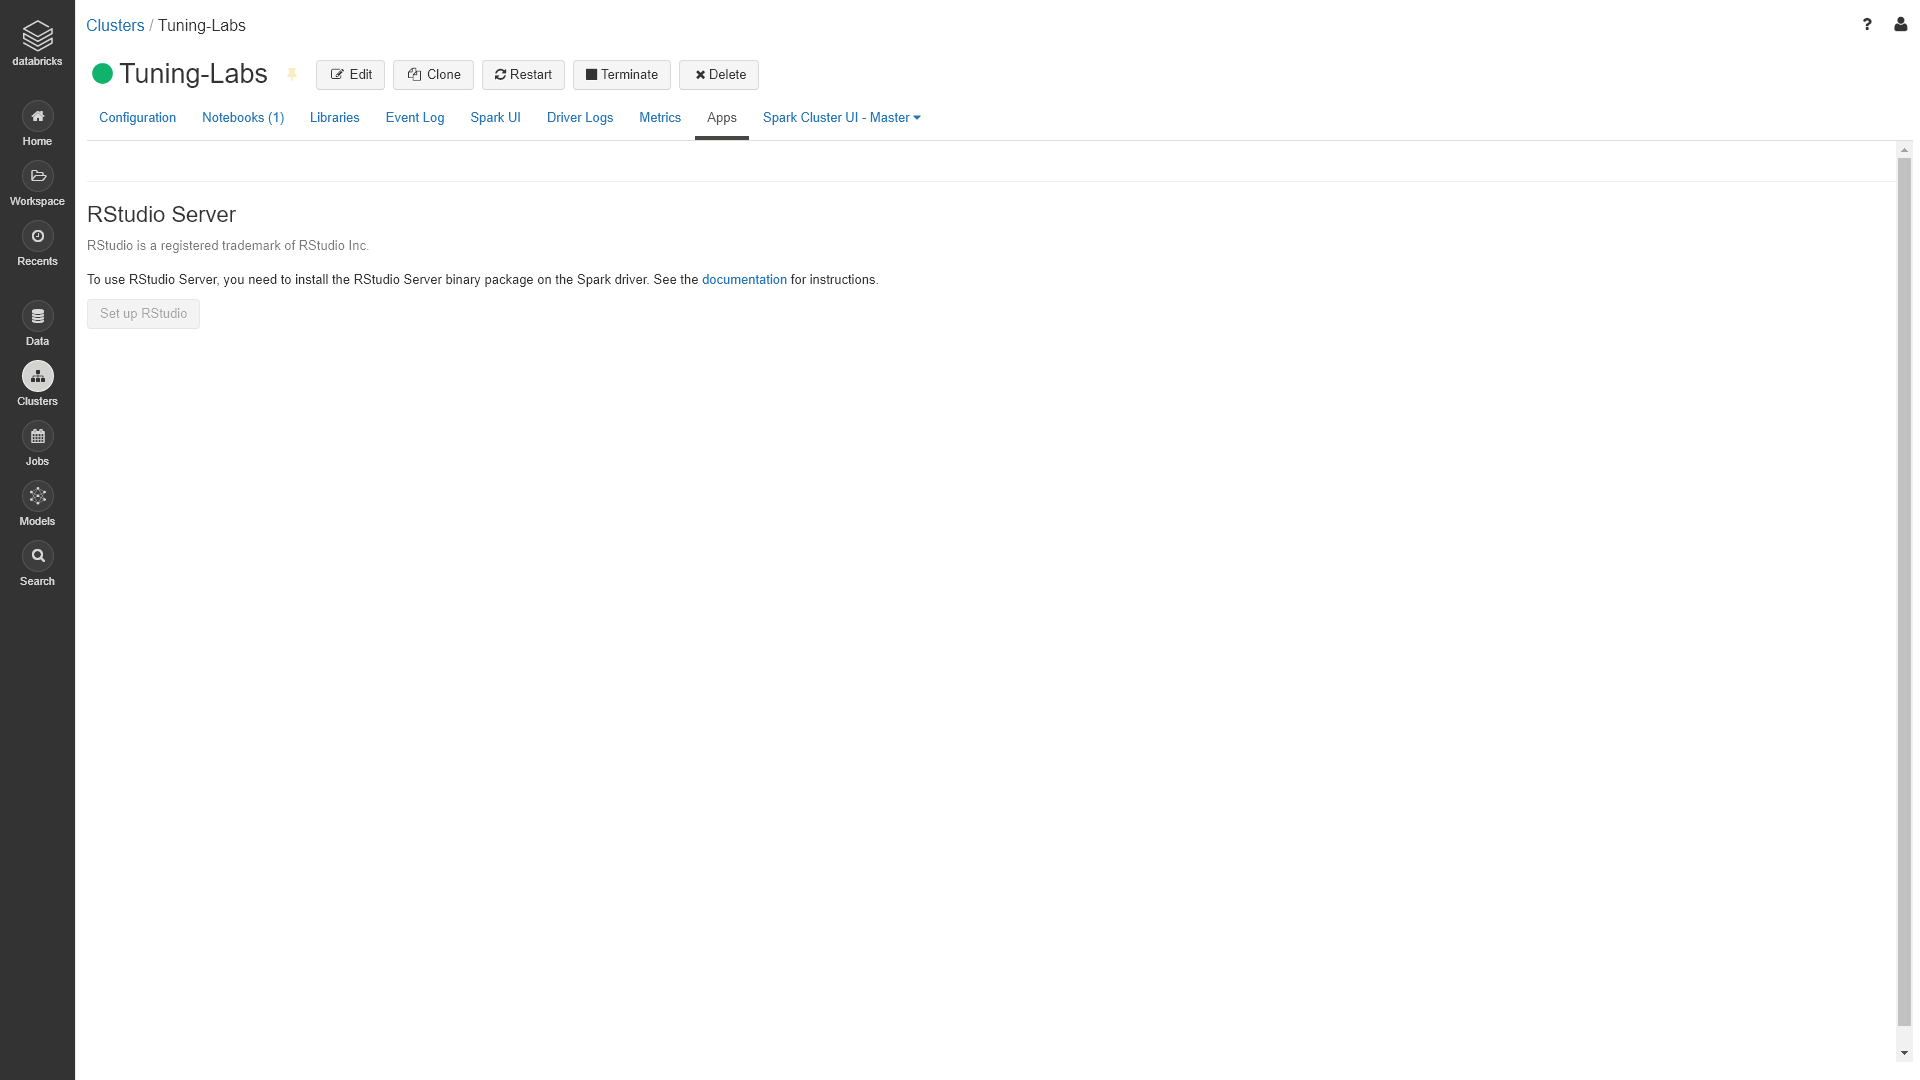 Clusters / Tuning-Labs
?
databricks
Tuning-Labs
Edit
Clone
Restart
Terminate
Delete
Configuration
Notebooks (1)
Libraries
Event Log
Spark UI
Driver Logs
Metrics
Apps
Spark Cluster UI - Master
Home
Workspace
Recents
Data
Clusters
Jobs
Models
Search
RStudio Server
RStudio is a registered trademark of RStudio Inc.
To use RStudio Server, you need to install the RStudio Server binary package on the Spark driver. See the documentation for instructions.
Set up RStudio